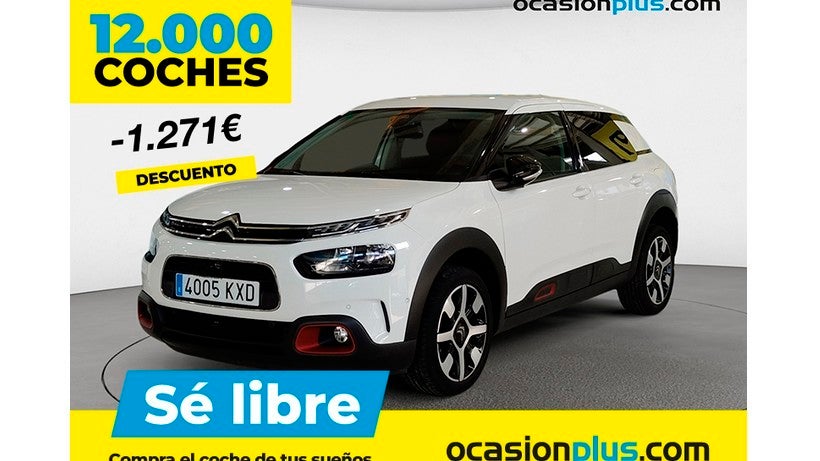 ocasionplus.com
12.000
COCHES
-1.271€
DESCUENTO
4005 KXD
Sé libre
Compra el coche de tus sueños
ocasionplus.com